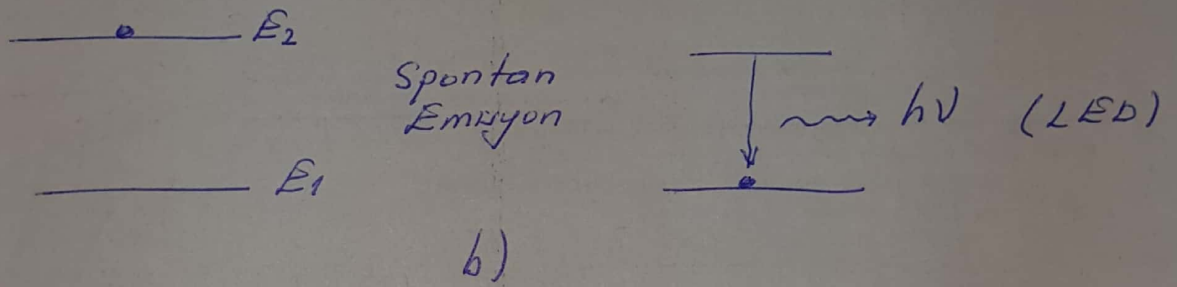 E₂
Spontan
Emisyon
hν (LED)
E₁
b)